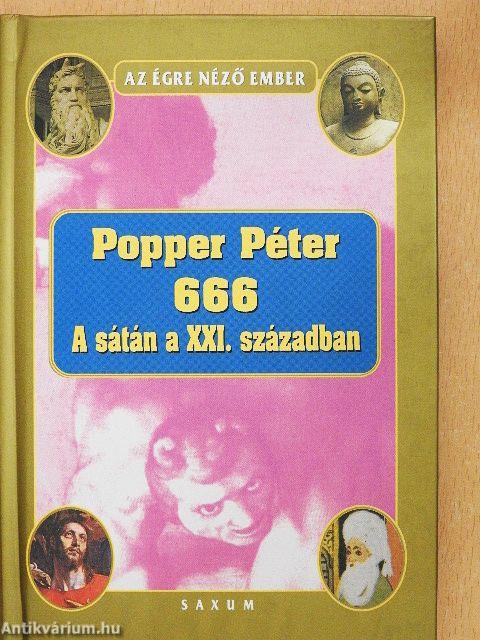 AZ ÉGRE NÉZŐ EMBER
Popper Péter
666
A sátán a XXI. században
SAXUM
Antikvárium.hu